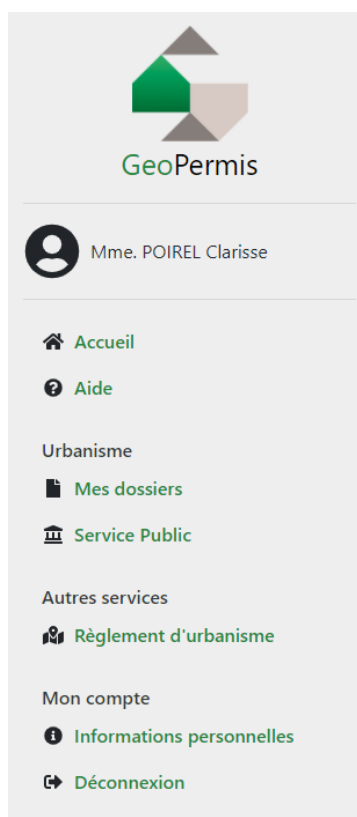 GeoPermis
Mme. POIREL Clarisse
Accueil
Aide
Urbanisme
Mes dossiers
Service Public
Autres services
Règlement d'urbanisme
Mon compte
Informations personnelles
Déconnexion